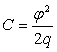 C = φ²/2q